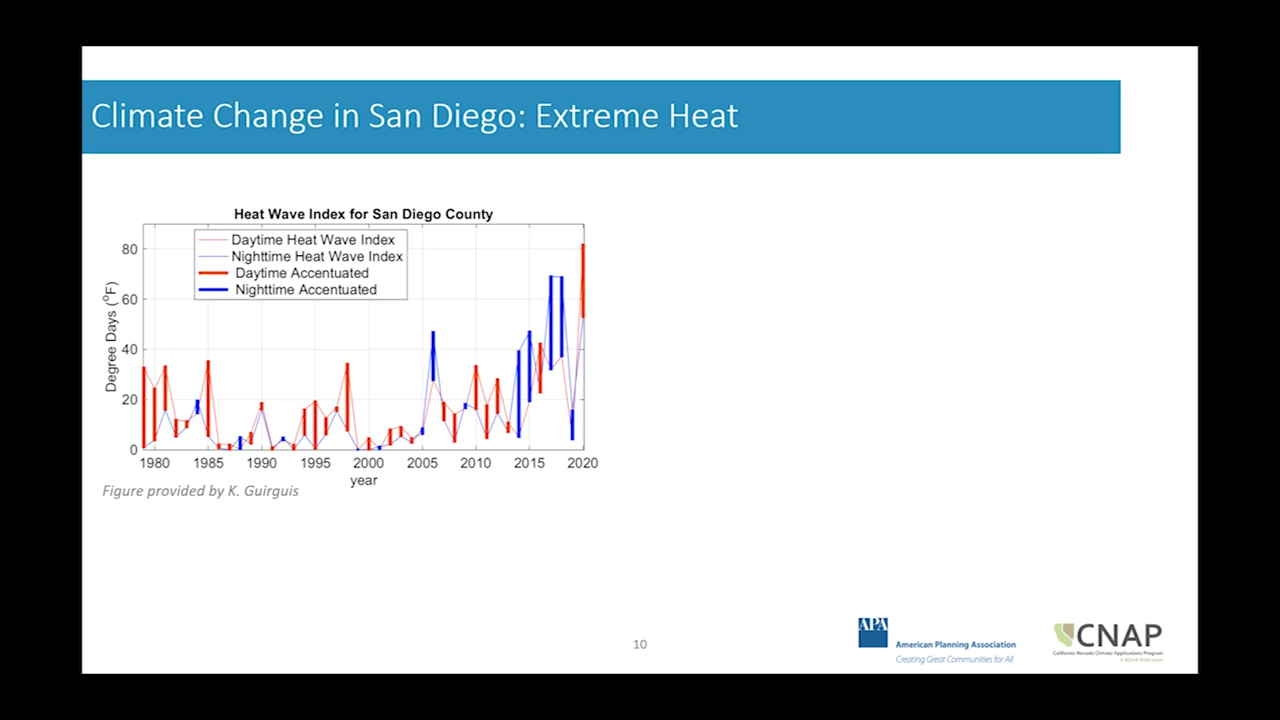 Climate Change in San Diego: Extreme Heat
Heat Wave Index for San Diego County
Daytime Heat Wave Index
Nighttime Heat Wave Index
Daytime Accentuated
Nighttime Accentuated
Degree Days (°F)
80
60
40
20
0
1980 1985 1990 1995 2000 2005 2010 2015 2020
year
Figure provided by K. Guirguis
10
APA
American Planning Association
Creating Great Communities for All
CNAP
California Nevada Climate Applications Program
A NOAA RISA team